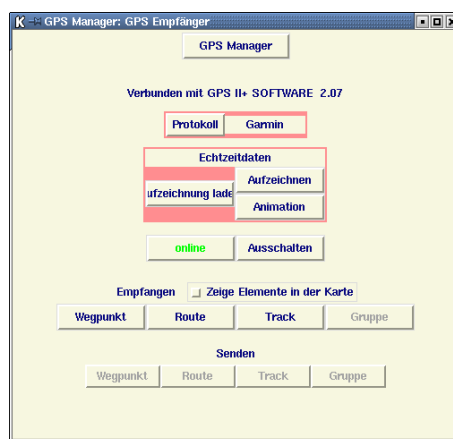 GPS Manager: GPS Empfänger
GPS Manager
Verbunden mit GPS II+ SOFTWARE 2.07
Protokoll Garmin
Echtzeitdaten
ufzeichnung lade
Aufzeichnen
Animation
online Ausschalten
Empfangen Zeige Elemente in der Karte
Wegpunkt Route Track Gruppe
Senden
Wegpunkt Route Track Gruppe